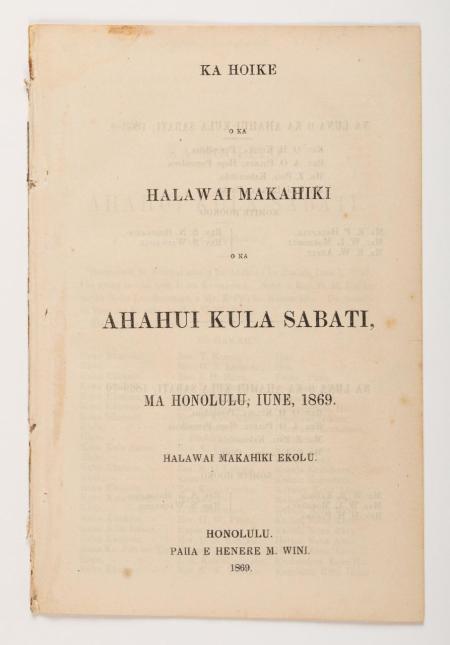 KA HOIKE
O KA
HALAWAI MAKAHIKI
O KA
AHAHUI KULA SABATI,
MA HONOLULU, IUNE, 1869.
HALAWAI MAKAHIKI EKOLU.
HONOLULU.
PAIIA E HENERE M. WINI.
1869.